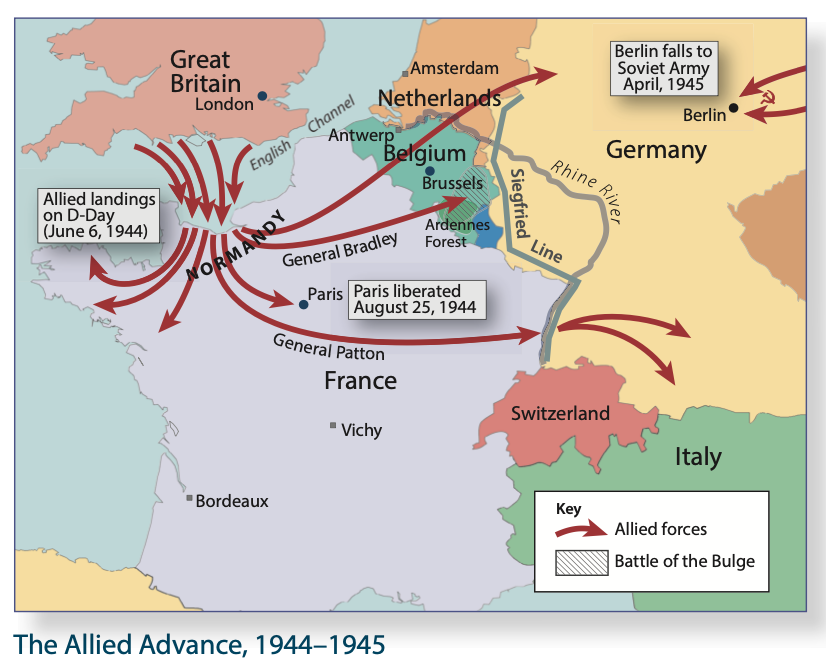 Great
Britain
London
English Channel
Amsterdam
Netherlands
Antwerp
Belgium
Brussels
Ardennes
Forest
Siegfried
Line
Rhine River
Berlin falls to
Soviet Army
April, 1945
Berlin
Germany
Allied landings
on D-Day
(June 6, 1944)
NORMANDY
General Bradley
Paris
Paris liberated
August 25, 1944
General Patton
France
Vichy
Bordeaux
Switzerland
Italy
Key
Allied forces
Battle of the Bulge
The Allied Advance, 1944–1945